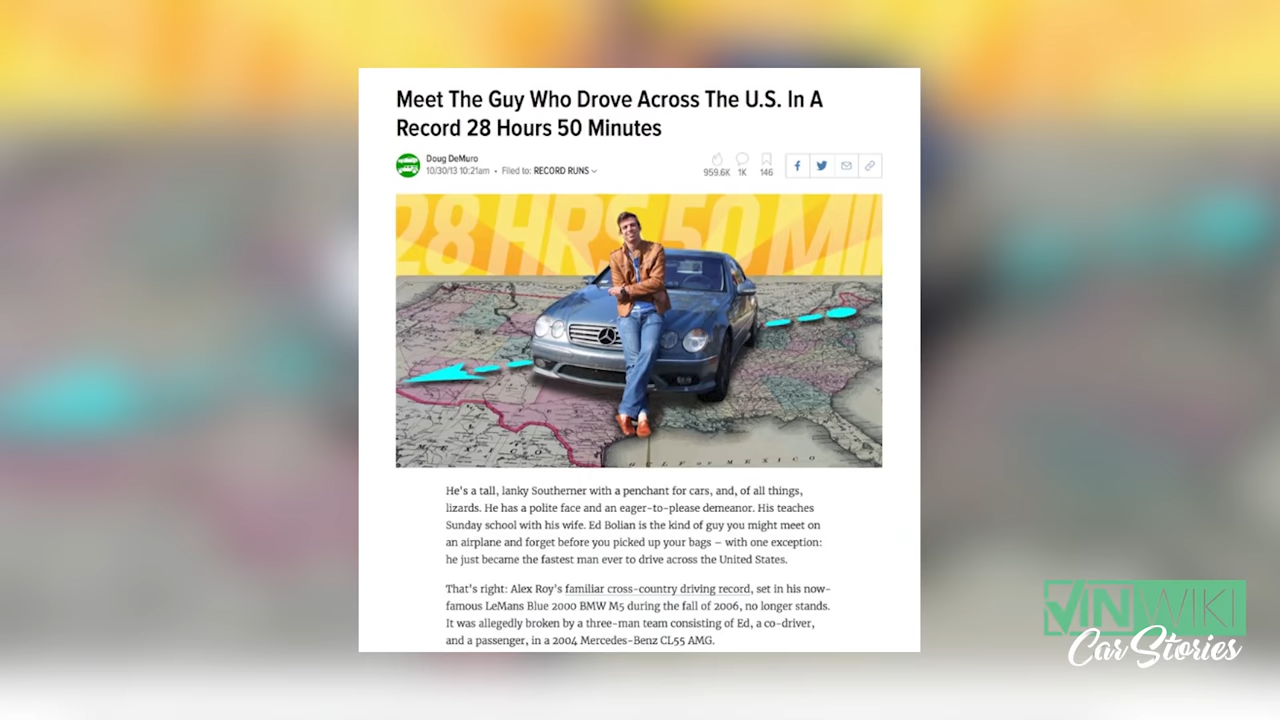 Meet The Guy Who Drove Across The U.S. In A
Record 28 Hours 50 Minutes
Doug DeMuro
10/30/13 10:21am • Filed to: RECORD RUNS
959.6K 1K 146
28 HRS 50 MI
MEXICO
GULF OF MEXICO
He's a tall, lanky Southerner with a penchant for cars, and, of all things,
lizards. He has a polite face and an eager-to-please demeanor. His teaches
Sunday school with his wife. Ed Bolian is the kind of guy you might meet on
an airplane and forget before you picked up your bags – with one exception:
he just became the fastest man ever to drive across the United States.
That's right: Alex Roy's familiar cross-country driving record, set in his now-
famous LeMans Blue 2000 BMW M5 during the fall of 2006, no longer stands.
It was allegedly broken by a three-man team consisting of Ed, a co-driver,
and a passenger, in a 2004 Mercedes-Benz CL55 AMG.
VINWIKI
Car Stories